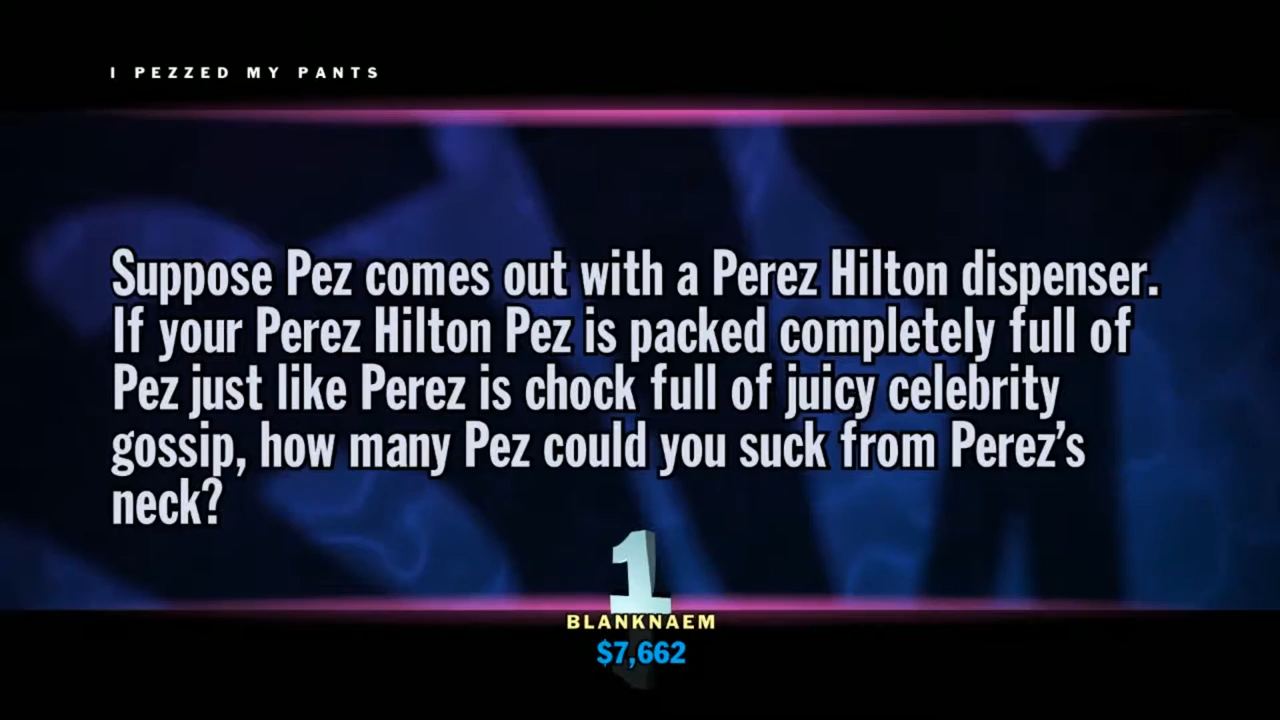 I PEZZED MY PANTS
Suppose Pez comes out with a Perez Hilton dispenser.
If your Perez Hilton Pez is packed completely full of
Pez just like Perez is chock full of juicy celebrity
gossip, how many Pez could you suck from Perez’s
neck?
1
BLANKNAEM
$7,662